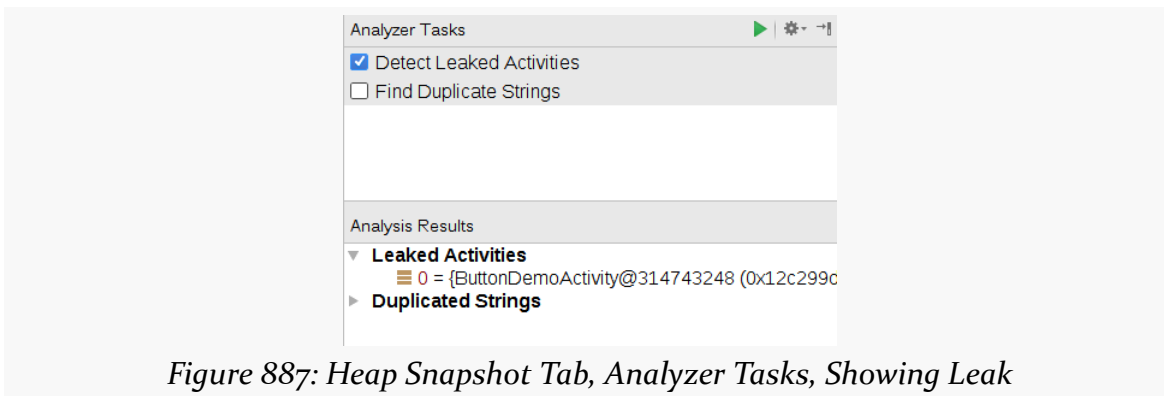 Analyzer Tasks
Detect Leaked Activities
Find Duplicate Strings
Analysis Results
Leaked Activities
0 = {ButtonDemoActivity@314743248 (0x12c299
Duplicated Strings
Figure 887: Heap Snapshot Tab, Analyzer Tasks, Showing Leak